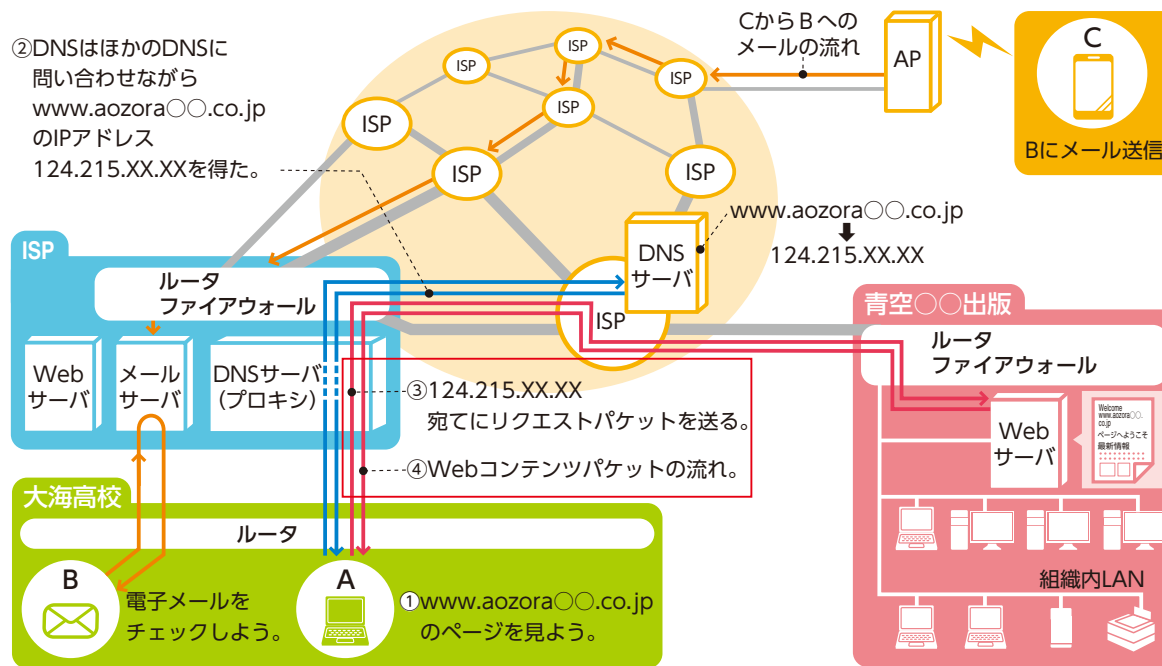 ②DNSはほかのDNSに
問い合わせながら
www.aozora○○.co.jp
のIPアドレス
124.215.XX.XXを得た。
ISP
ISP
ISP
ISP
ISP
ISP
ISP
ISP
CからBへの
メールの流れ
AP
C
Bにメール送信
DNS
サーバ
www.aozora○○.co.jp
124.215.XX.XX
ISP
ルータ
ファイアウォール
Web
サーバ
メール
サーバ
DNSサーバ
(プロキシ)
③124.215.XX.XX
宛てにリクエストパケットを送る。
④Webコンテンツパケットの流れ。
青空○○出版
ルータ
ファイアウォール
Web
サーバ
Welcome
www.aozora○○.
co.jp
ページへようこそ
最新情報
組織内LAN
大海高校
ルータ
B
電子メールを
チェックしよう。
A
①www.aozora○○.co.jp
のページを見よう。